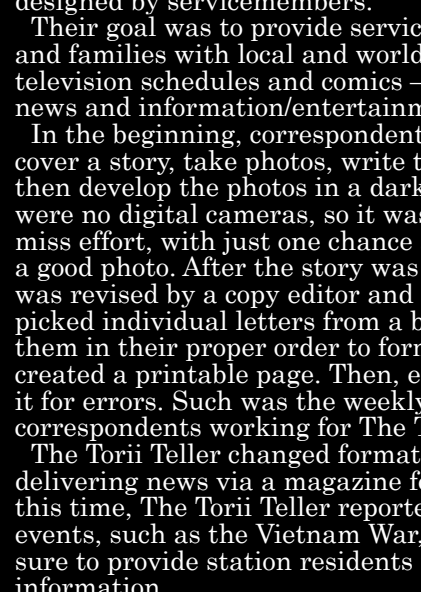 designed by servicemembers.
Their goal was to provide servic
and families with local and world
television schedules and comics –
news and information/entertainm
In the beginning, correspondent
cover a story, take photos, write t
then develop the photos in a dark
were no digital cameras, so it was
miss effort, with just one chance
a good photo. After the story was
was revised by a copy editor and
picked individual letters from a b
them in their proper order to form
created a printable page. Then, e
it for errors. Such was the weekly
correspondents working for The T
The Torii Teller changed format
delivering news via a magazine fo
this time, The Torii Teller reporte
events, such as the Vietnam War,
sure to provide station residents
information.